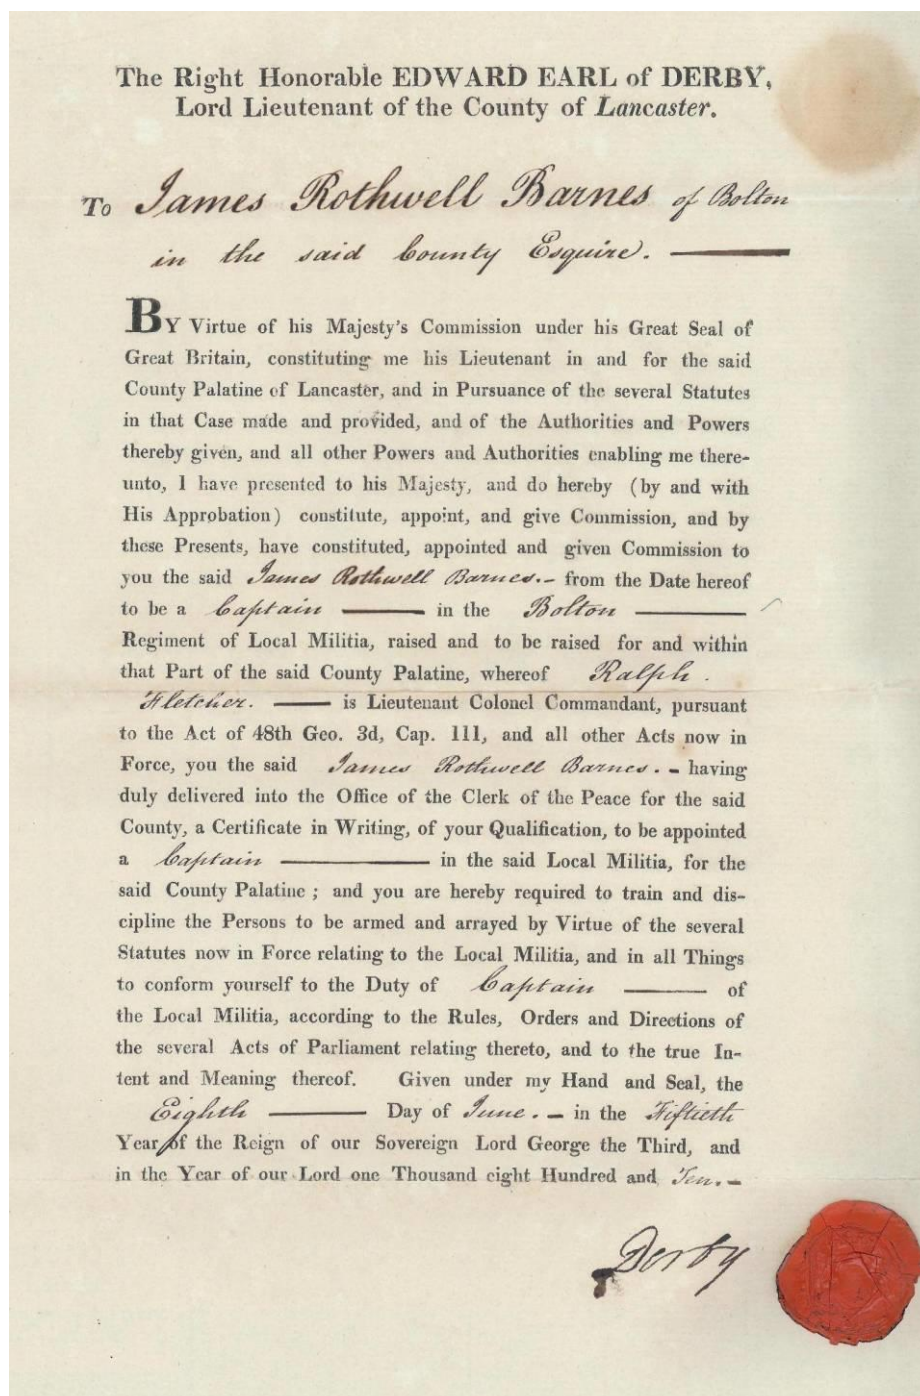 The Right Honorable EDWARD EARL of DERBY,
Lord Lieutenant of the County of Lancaster.
To James Rothwell Barnes of Bolton
in the said County Esquire. —
BY Virtue of his Majesty's Commission under his Great Seal of
Great Britain, constituting me his Lieutenant in and for the said
County Palatine of Lancaster, and in Pursuance of the several Statutes
in that Case made and provided, and of the Authorities and Powers
thereby given, and all other Powers and Authorities enabling me there-
unto, I have presented to his Majesty, and do hereby (by and with
His Approbation) constitute, appoint, and give Commission, and by
these Presents, have constituted, appointed and given Commission to
you the said James Rothwell Barnes. - from the Date hereof
to be a Captain — in the Bolton —
Regiment of Local Militia, raised and to be raised for and within
that Part of the said County Palatine, whereof Ralph
Fletcher. — is Lieutenant Colonel Commandant, pursuant
to the Act of 48th Geo. 3d, Cap. 111, and all other Acts now in
Force, you the said James Rothwell Barnes. - having
duly delivered into the Office of the Clerk of the Peace for the said
County, a Certificate in Writing, of your Qualification, to be appointed
a Captain — in the said Local Militia, for the
said County Palatine ; and you are hereby required to train and dis-
cipline the Persons to be armed and arrayed by Virtue of the several
Statutes now in Force relating to the Local Militia, and in all Things
to conform yourself to the Duty of Captain — of
the Local Militia, according to the Rules, Orders and Directions of
the several Acts of Parliament relating thereto, and to the true In-
tent and Meaning thereof. Given under my Hand and Seal, the
Eighth — Day of June. - in the Fiftieth
Year of the Reign of our Sovereign Lord George the Third, and
in the Year of our Lord one Thousand eight Hundred and Ten. -
Derby